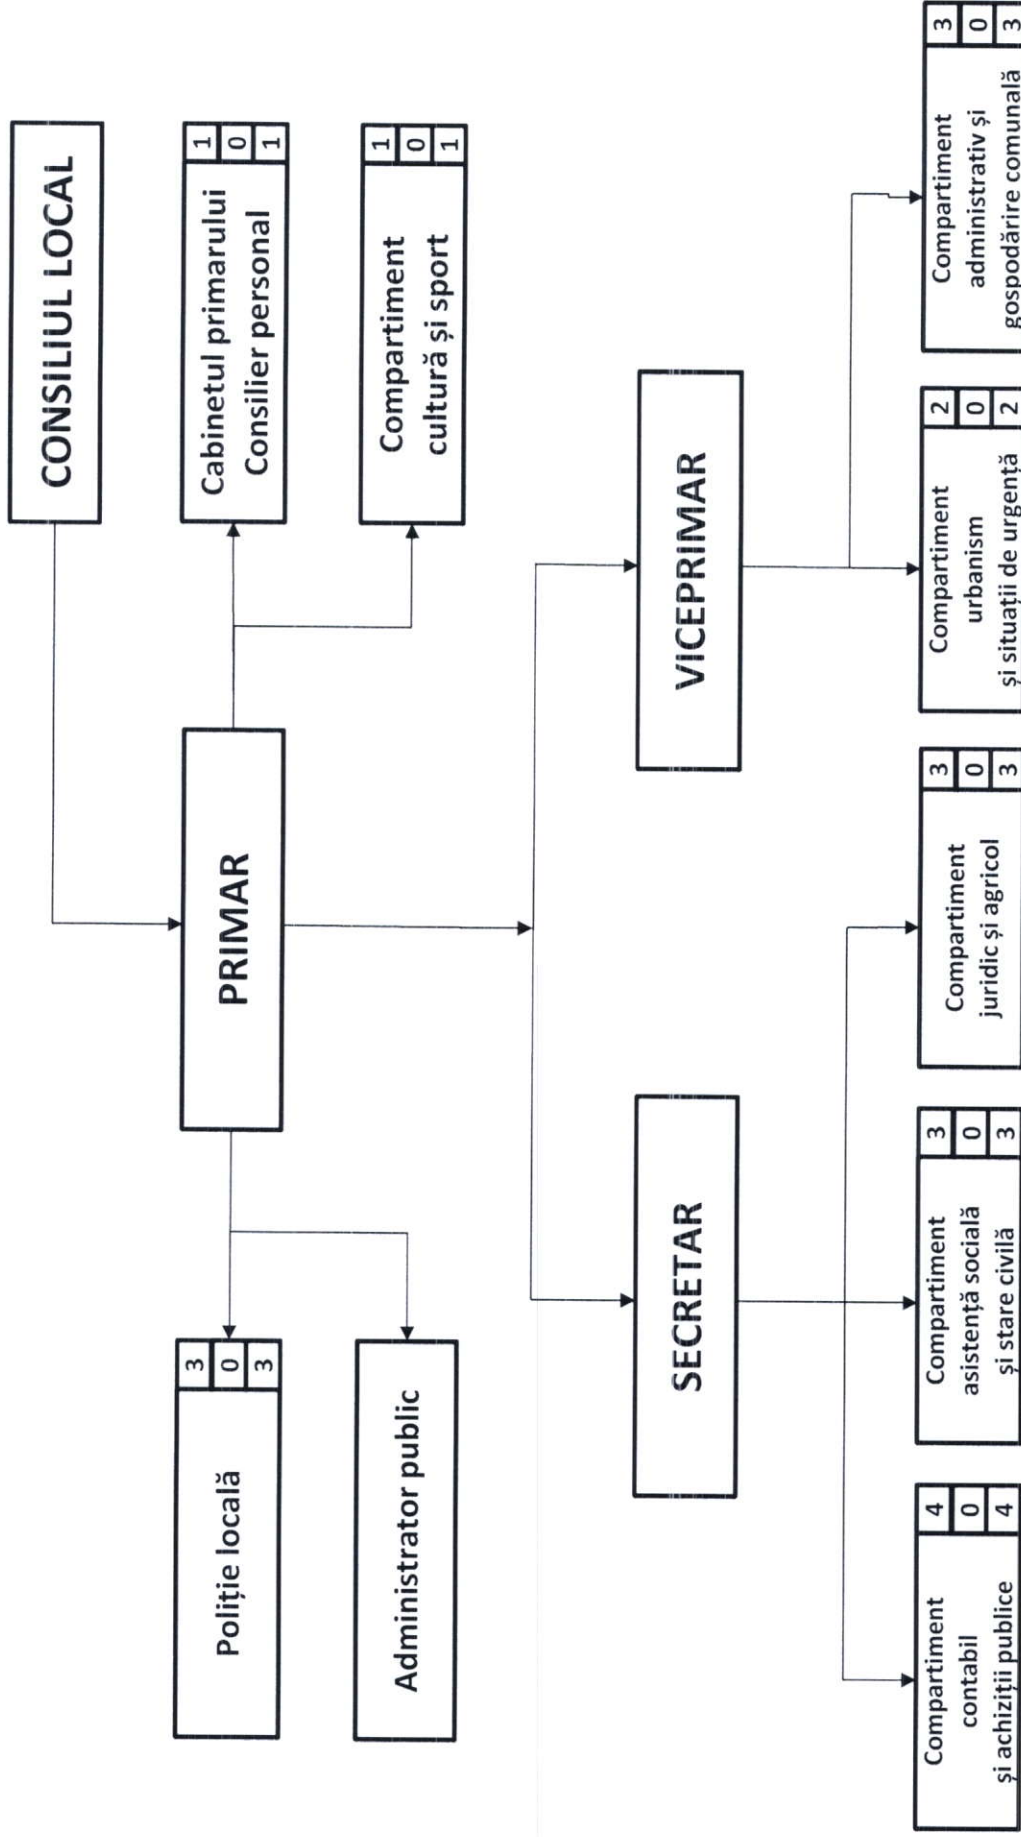 CONSILIUL LOCAL
PRIMAR
Poliție locală
3
0
3
Cabinetul primarului
Consilier personal
1
0
1
Administrator public
Compartiment
cultură și sport
1
0
1
SECRETAR
VICEPRIMAR
Compartiment
contabil
și achiziții publice
4
0
4
Compartiment
asistență socială
și stare civilă
3
0
3
Compartiment
juridic și agricol
3
0
3
Compartiment
urbanism
și situații de urgență
2
0
2
Compartiment
administrativ și
gospodărire comunală
3
0
3